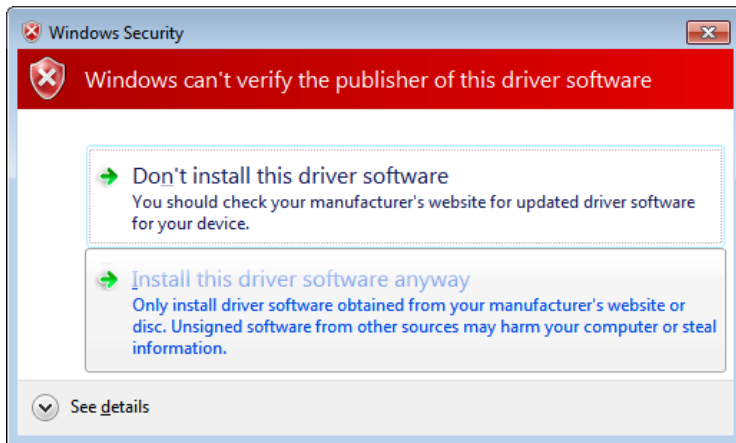 Windows Security
Windows can't verify the publisher of this driver software
Don't install this driver software
You should check your manufacturer's website for updated driver software
for your device.
Install this driver software anyway
Only install driver software obtained from your manufacturer's website or
disc. Unsigned software from other sources may harm your computer or steal
information.
See details